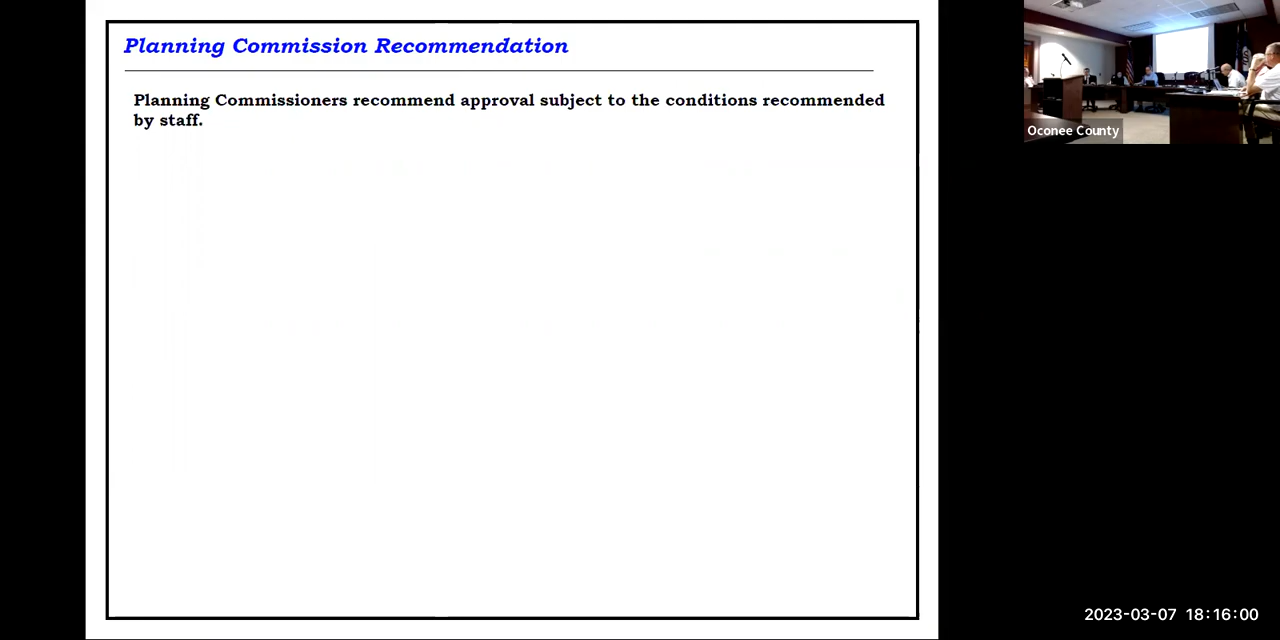 Planning Commission Recommendation
Planning Commissioners recommend approval subject to the conditions recommended
by staff.
Oconee County
2023-03-07 18:16:00